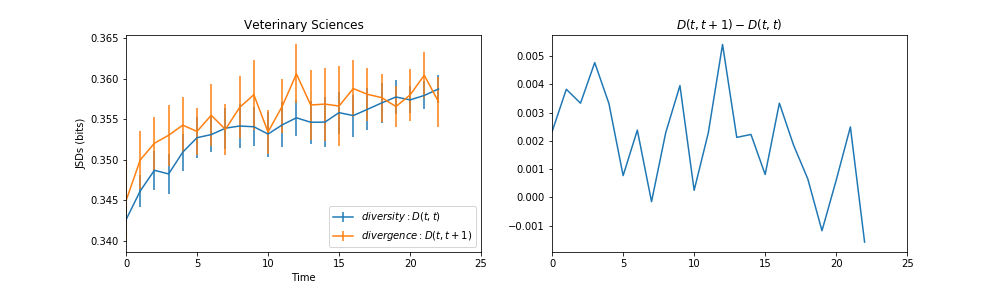 Veterinary Sciences
JSDs (bits)
0.365
0.360
0.355
0.350
0.345
0.340
diversity: D(t, t)
divergence: D(t, t + 1)
0 5 10 15 20 25
Time
D(t, t + 1) − D(t, t)
0.005
0.004
0.003
0.002
0.001
0.000
−0.001
0 5 10 15 20 25